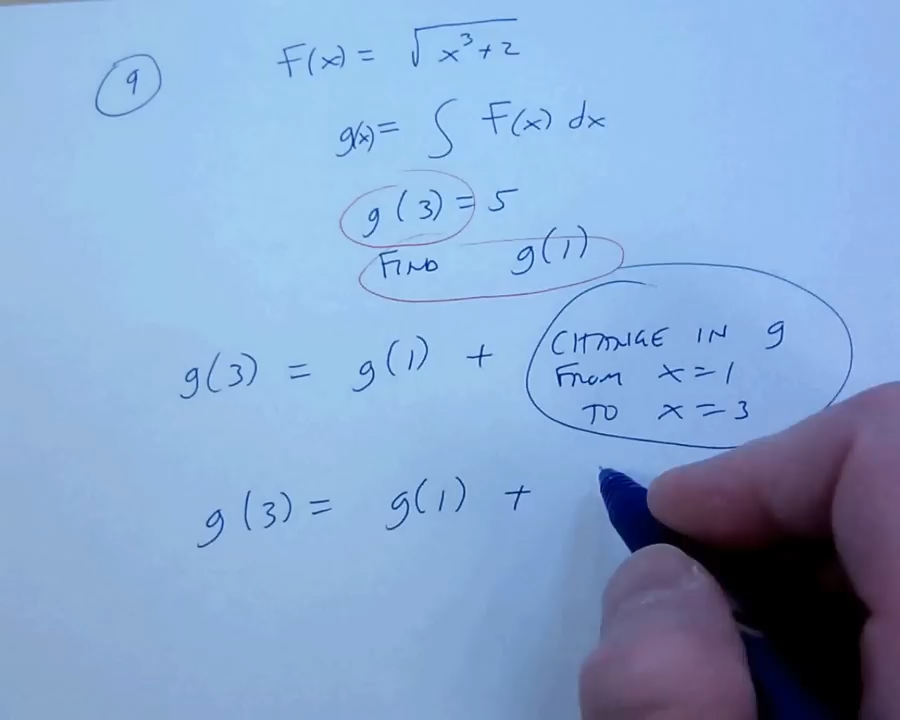 9
F(x) = √(x³+2)
g(x) = ∫ F(x) dx
g(3) = 5
FIND g(1)
g(3) = g(1) + CHANGE IN g
FROM x=1
TO x=3
g(3) = g(1) +